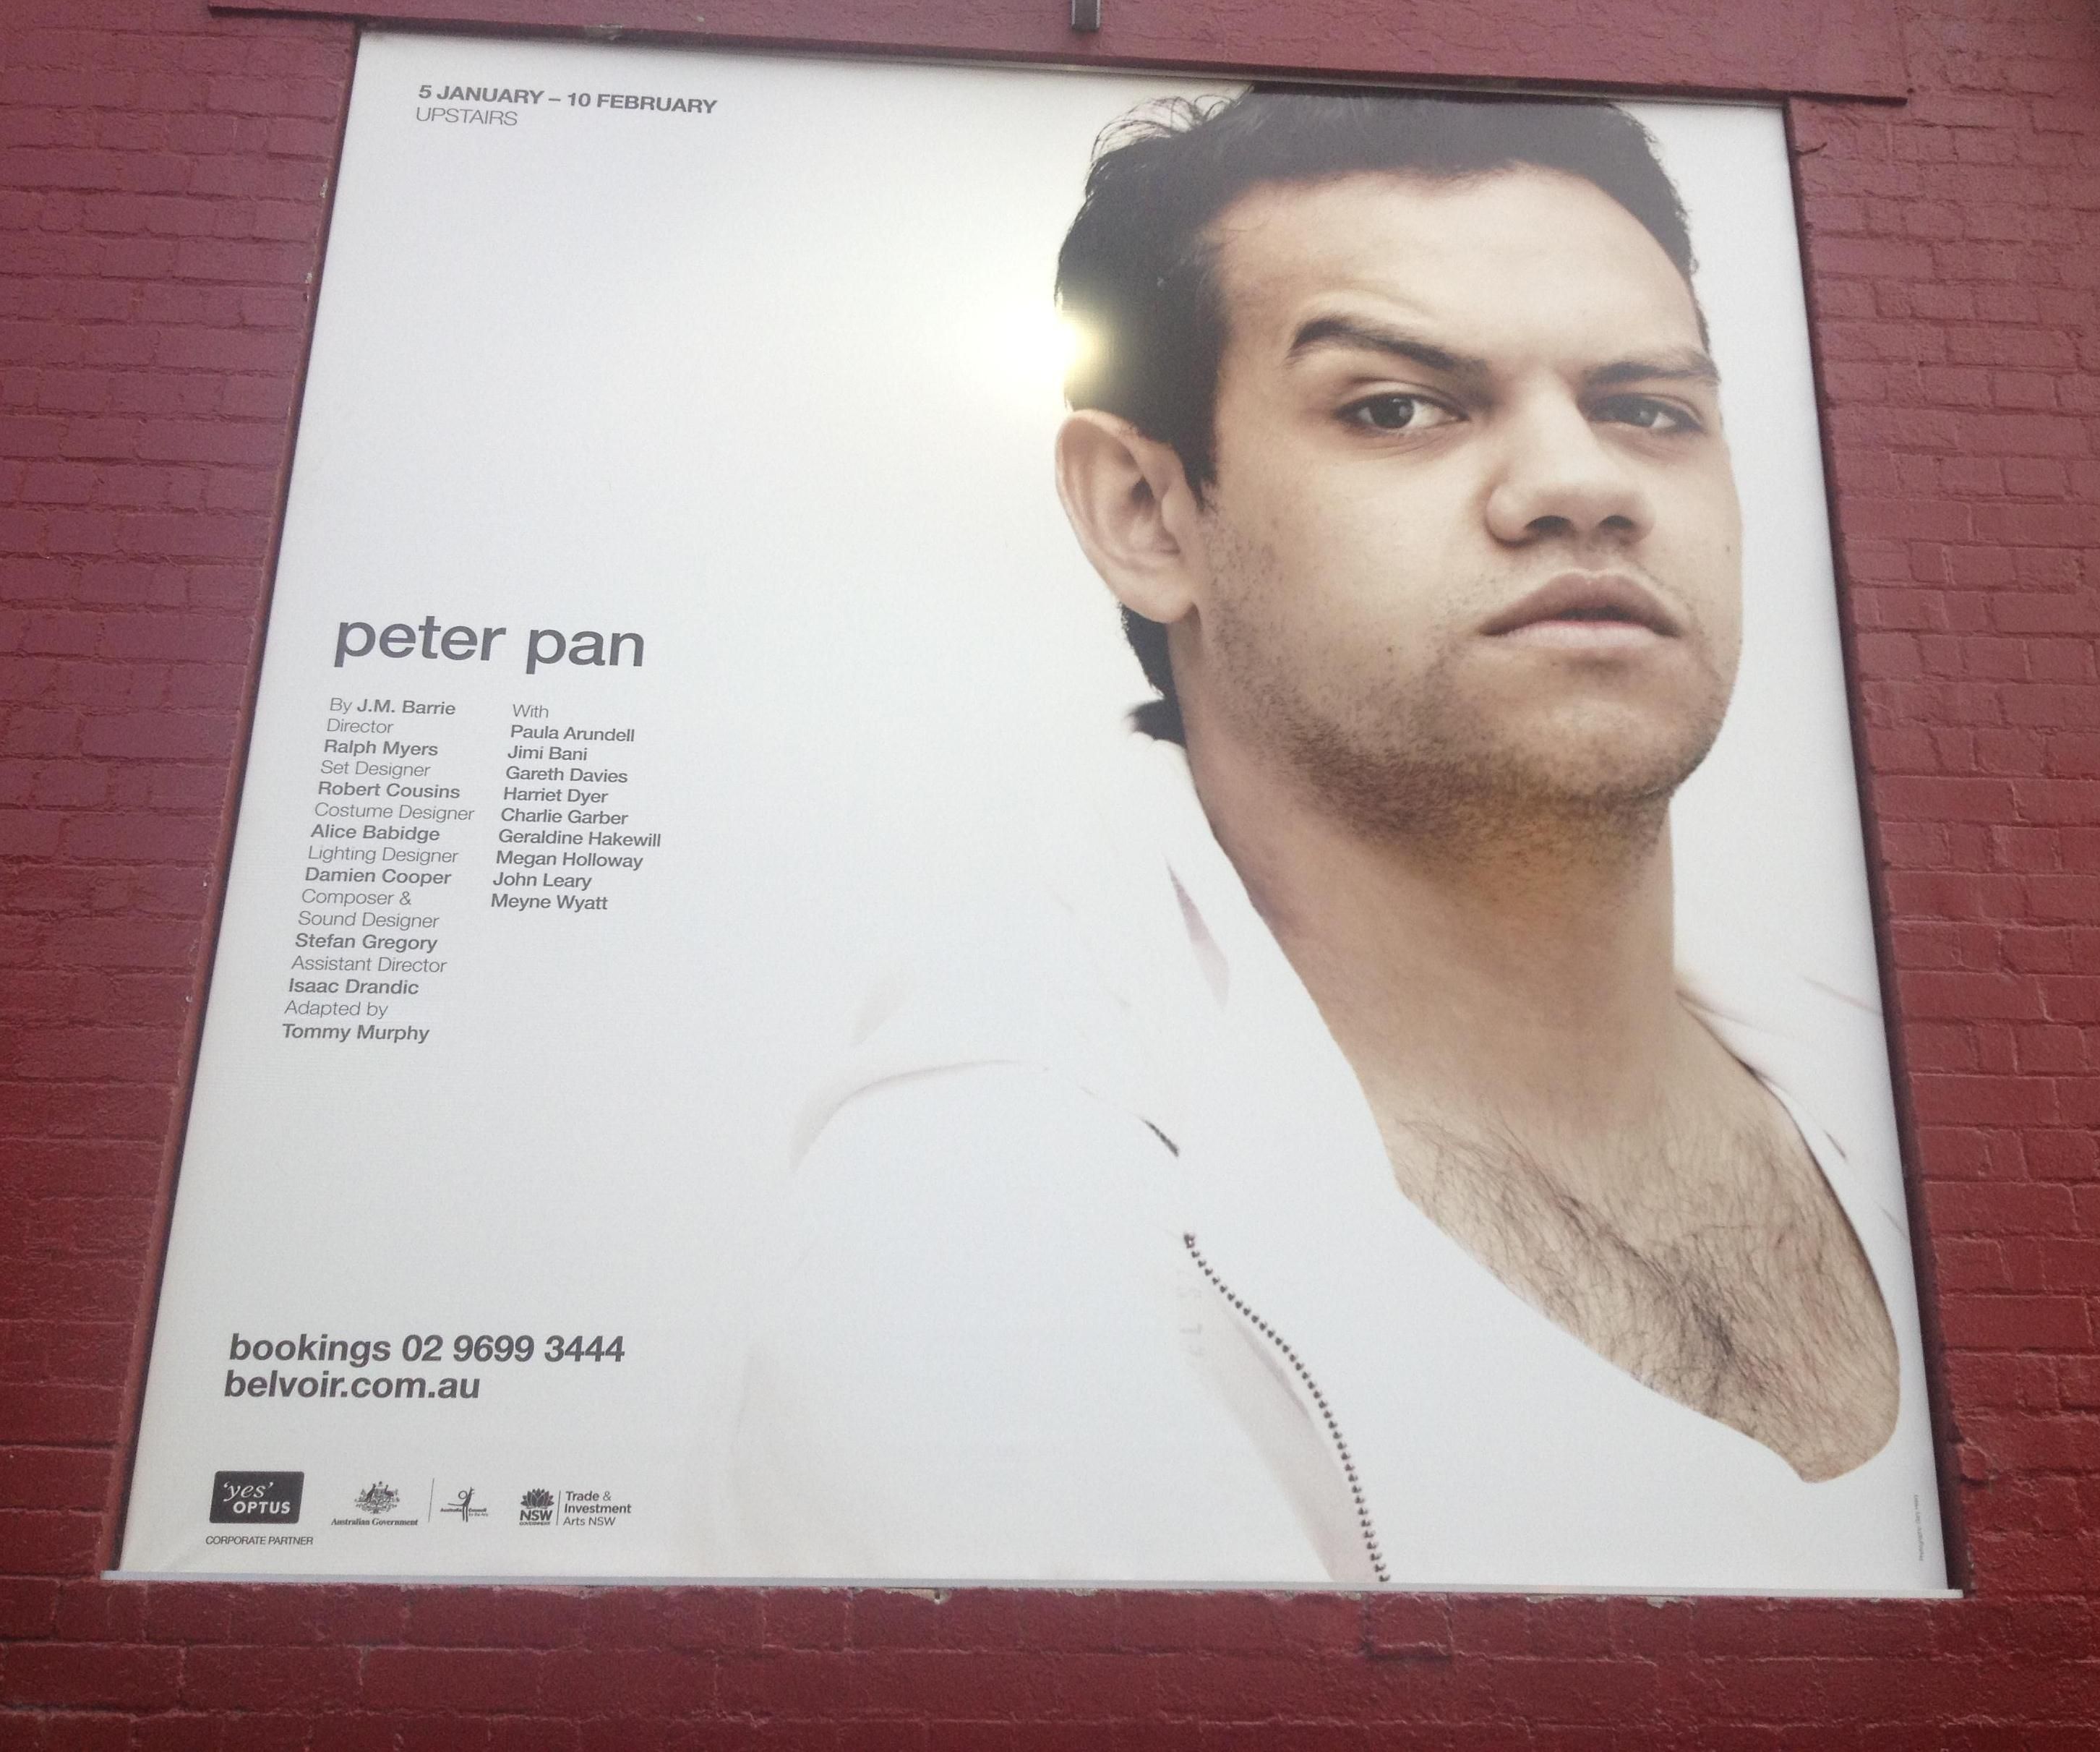 5 JANUARY – 10 FEBRUARY
UPSTAIRS
peter pan
By J.M. Barrie
Director
Ralph Myers
Set Designer
Robert Cousins
Costume Designer
Alice Babidge
Lighting Designer
Damien Cooper
Composer &
Sound Designer
Stefan Gregory
Assistant Director
Isaac Drandic
Adapted by
Tommy Murphy
With
Paula Arundell
Jimi Bani
Gareth Davies
Harriet Dyer
Charlie Garber
Geraldine Hakewill
Megan Holloway
John Leary
Meyne Wyatt
bookings 02 9699 3444
belvoir.com.au
'yes'
OPTUS
CORPORATE PARTNER
Australian Government
NSW
GOVERNMENT
Trade &
Investment
Arts NSW